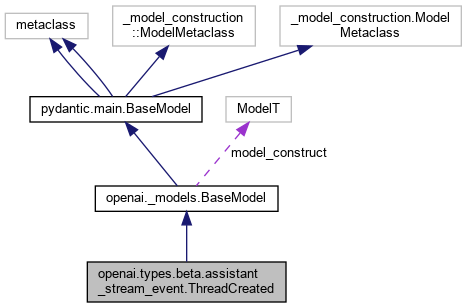 metaclass
_model_construction
::ModelMetaclass
_model_construction.Model
Metaclass
pydantic.main.BaseModel
ModelT
model_construct
openai._models.BaseModel
openai.types.beta.assistant
_stream_event.ThreadCreated